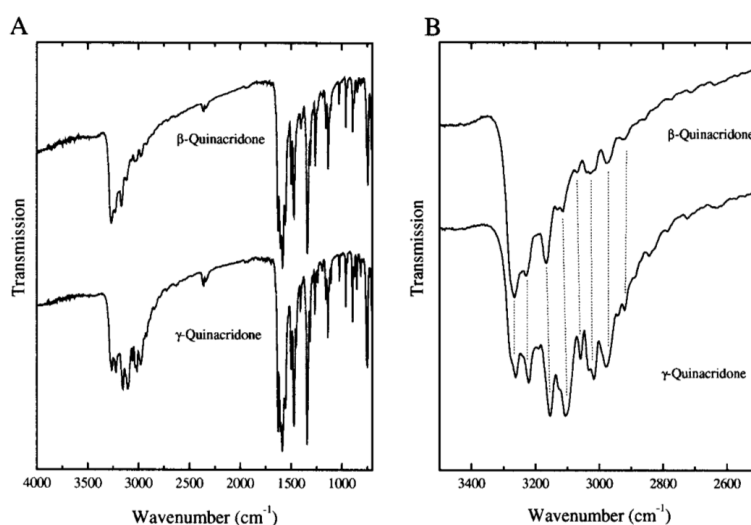 A
B
Transmission
β-Quinacridone
γ-Quinacridone
4000 3500 3000 2500 2000 1500 1000
Wavenumber (cm⁻¹)
Transmission
β-Quinacridone
γ-Quinacridone
3400 3200 3000 2800 2600
Wavenumber (cm⁻¹)